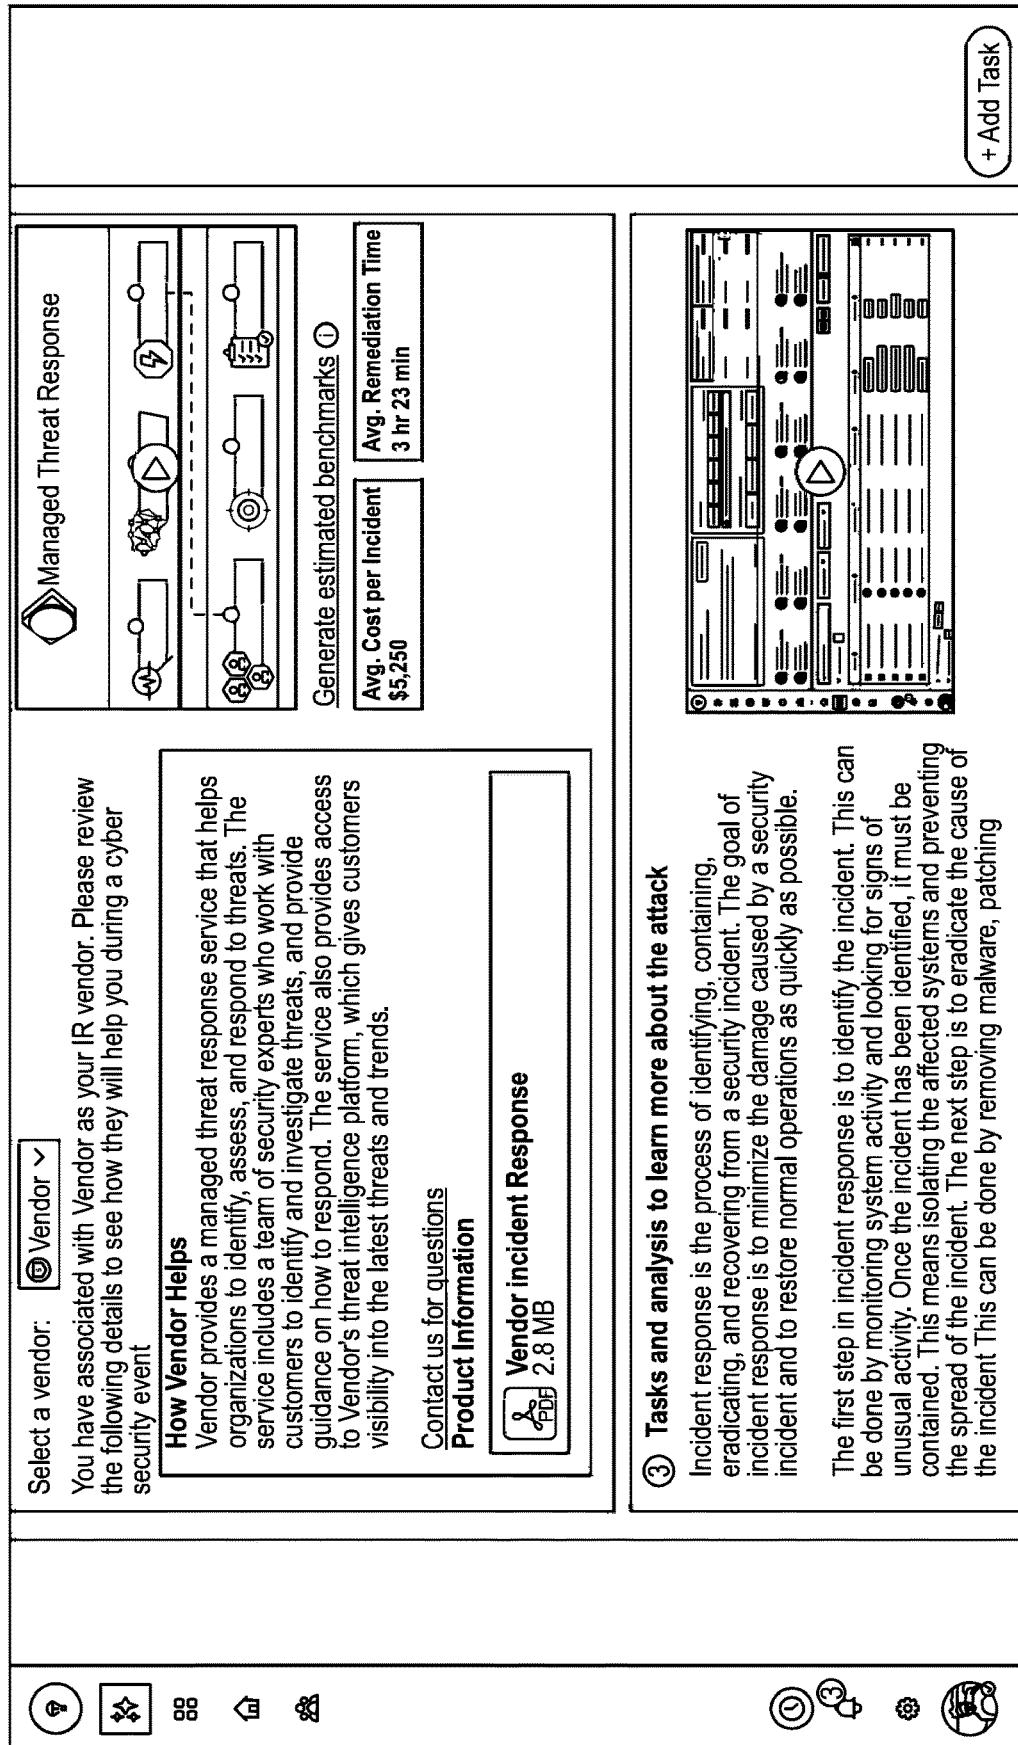 Select a vendor:
Vendor
You have associated with Vendor as your IR vendor. Please review
the following details to see how they will help you during a cyber
security event
How Vendor Helps
Vendor provides a managed threat response service that helps
organizations to identify, assess, and respond to threats. The
service includes a team of security experts who work with
customers to identify and investigate threats, and provide
guidance on how to respond. The service also provides access
to Vendor's threat intelligence platform, which gives customers
visibility into the latest threats and trends.
Contact us for questions
Product Information
PDF
Vendor incident Response
2.8 MB
Managed Threat Response
Generate estimated benchmarks i
Avg. Cost per Incident
$5,250
Avg. Remediation Time
3 hr 23 min
3 Tasks and analysis to learn more about the attack
Incident response is the process of identifying, containing,
eradicating, and recovering from a security incident. The goal of
incident response is to minimize the damage caused by a security
incident and to restore normal operations as quickly as possible.
The first step in incident response is to identify the incident. This can
be done by monitoring system activity and looking for signs of
unusual activity. Once the incident has been identified, it must be
contained. This means isolating the affected systems and preventing
the spread of the incident. The next step is to eradicate the cause of
the incident This can be done by removing malware, patching
3
+ Add Task